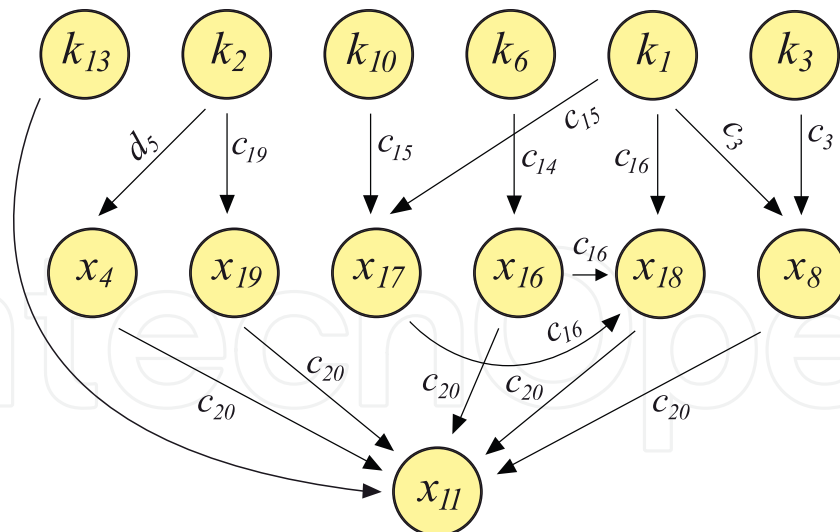 k13 k2 k10 k6 k1 k3
d5 c19 c15 c14 c15 c16 c3 c3
x4 x19 x17 x16 c16 x18 x8
c16
c20 c20 c20 c20 c20
x11